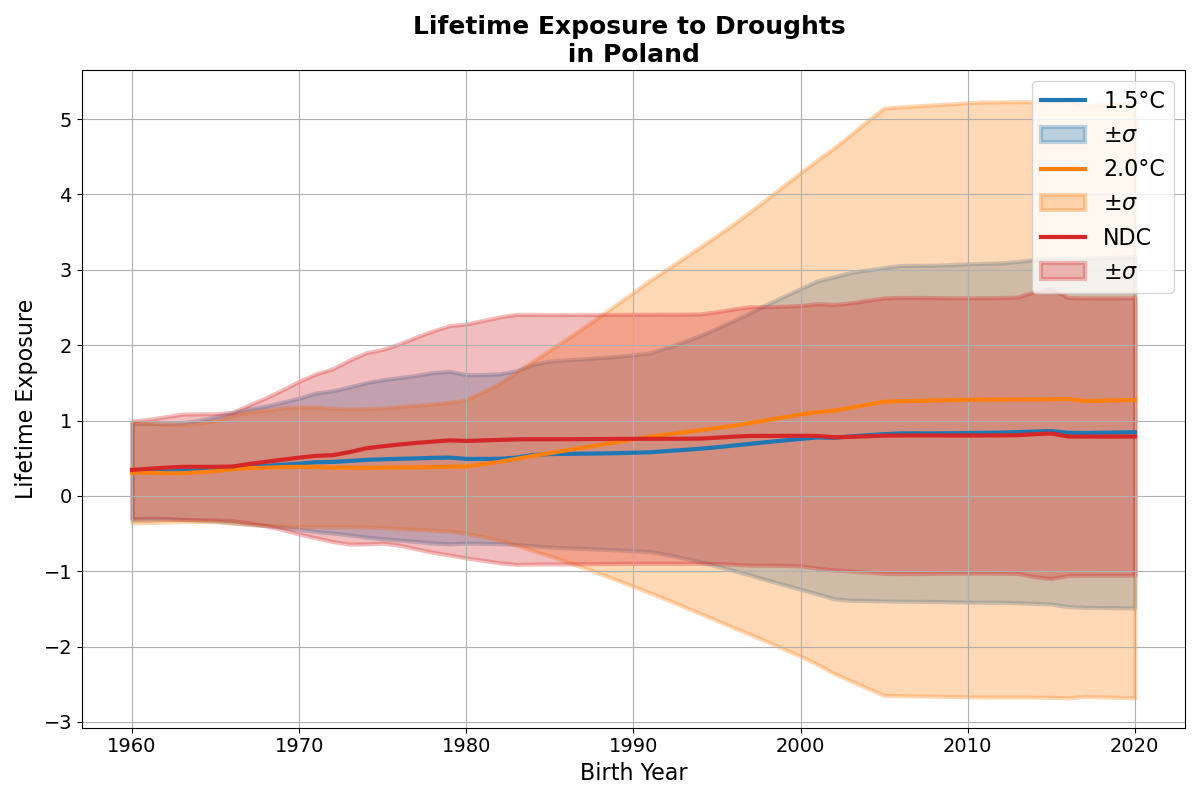 Lifetime Exposure to Droughts
in Poland
Lifetime Exposure
5
4
3
2
1
0
−1
−2
−3
1960
1970
1980
1990
2000
2010
2020
Birth Year
1.5°C
±σ
2.0°C
±σ
NDC
±σ